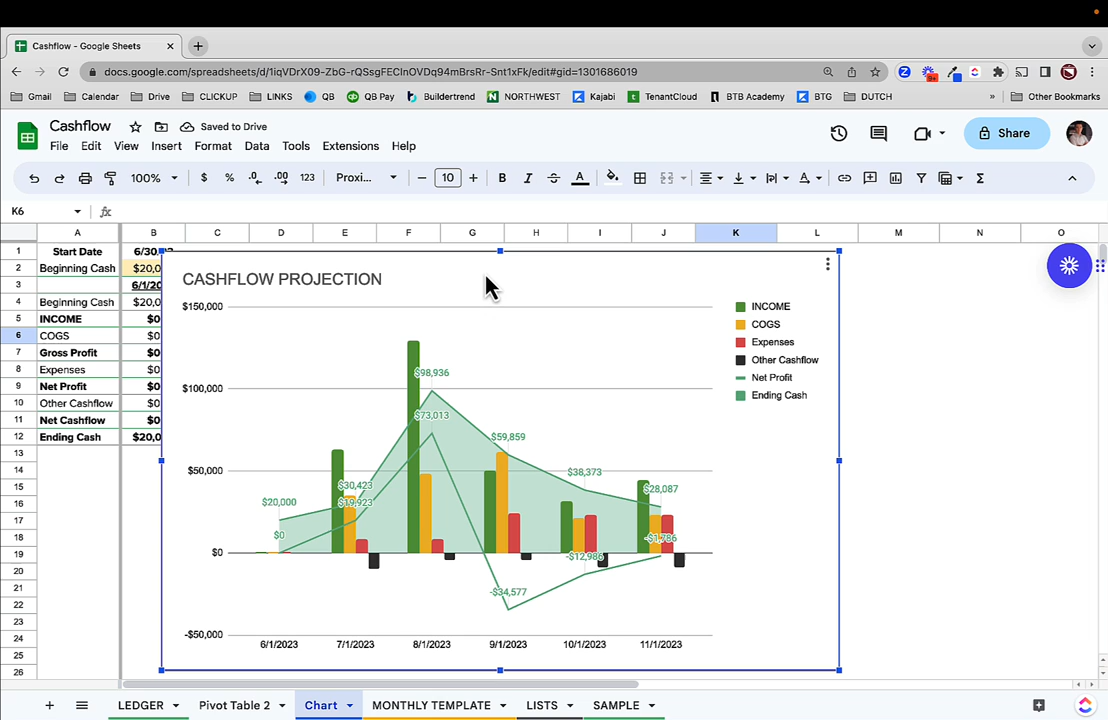 Cashflow - Google Sheets
docs.google.com/spreadsheets/d/1iqVDrX09-ZbG-rQSsgFEClnOVDq94mBrsRr-Snt1xFk/edit#gid=1301686019
Gmail Calendar Drive CLICKUP LINKS QB QB Pay Buildertrend NORTHWEST Kajabi TenantCloud BTB Academy BTG DUTCH » Other Bookmarks
Cashflow Saved to Drive
File Edit View Insert Format Data Tools Extensions Help
Share
100% $ % .0 .00 123 Proxi... 10 B I A
K6 fx
A B C D E F G H I J K L M N O
1 Start Date 6/30
2 Beginning Cash $20,0
3 6/1/20
4 Beginning Cash $20,0
5 INCOME $0
6 COGS $0
7 Gross Profit $0
8 Expenses $0
9 Net Profit $0
10 Other Cashflow $0
11 Net Cashflow $0
12 Ending Cash $20,0
13
14
15
16
17
18
19
20
21
22
23
24
25
26
CASHFLOW PROJECTION
$150,000
$100,000
$50,000
$0
-$50,000
$98,936
$73,013
$59,859
$38,373
$30,423
$28,087
$20,000
$19,923
$0
-$1,786
-$12,986
-$34,577
6/1/2023 7/1/2023 8/1/2023 9/1/2023 10/1/2023 11/1/2023
INCOME
COGS
Expenses
Other Cashflow
Net Profit
Ending Cash
LEDGER Pivot Table 2 Chart MONTHLY TEMPLATE LISTS SAMPLE